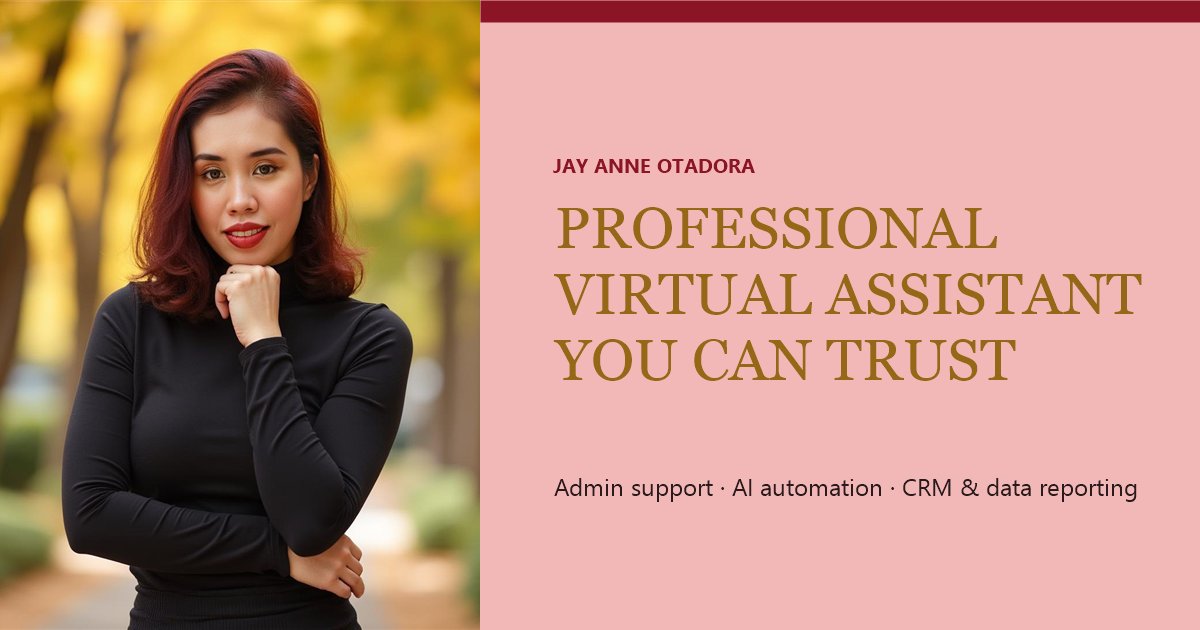 JAY ANNE OTADORA
PROFESSIONAL
VIRTUAL ASSISTANT
YOU CAN TRUST
Admin support · AI automation · CRM & data reporting